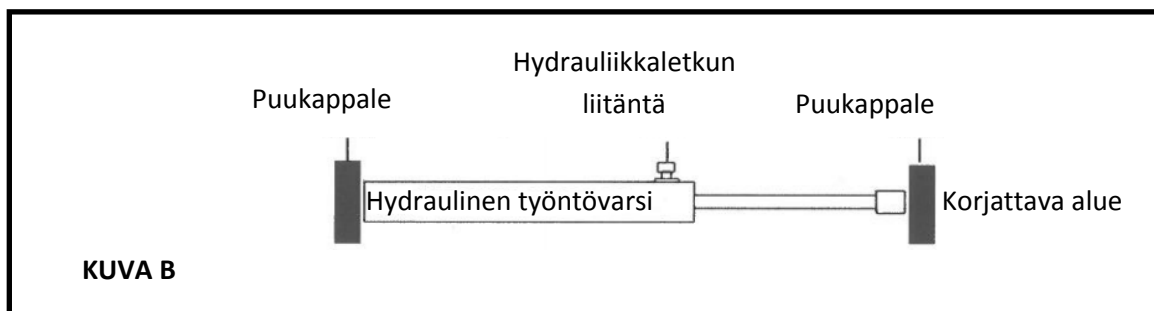 Hydrauliikkaletkun
liitäntä
Puukappale
Puukappale
Hydraulinen työntövarsi
Korjattava alue
KUVA B